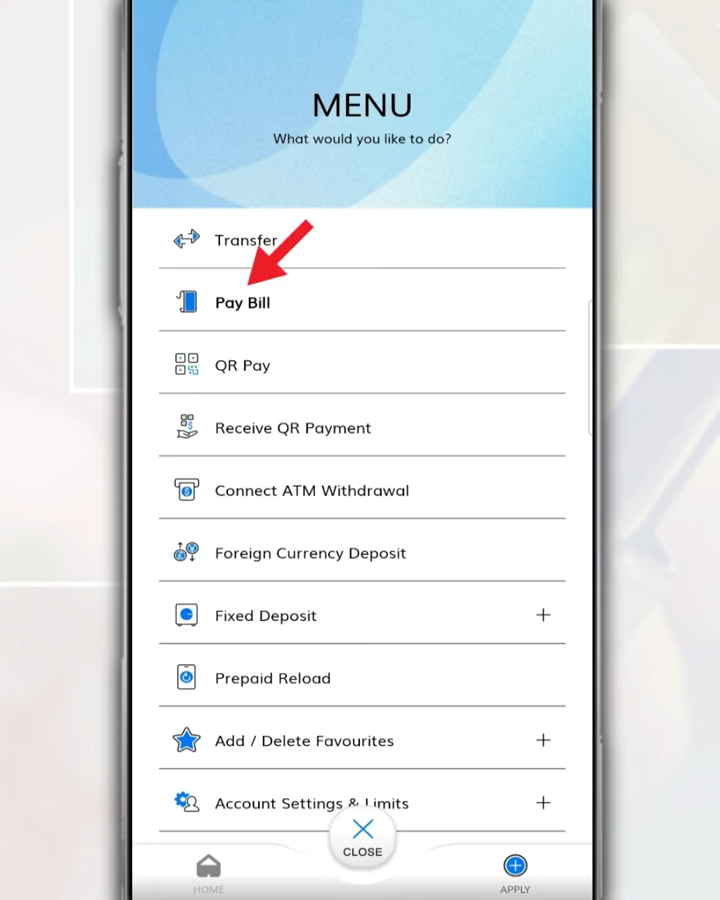 MENU
What would you like to do?
Transfer
Pay Bill
QR Pay
Receive QR Payment
Connect ATM Withdrawal
Foreign Currency Deposit
Fixed Deposit +
Prepaid Reload
Add / Delete Favourites +
Account Settings & Limits +
CLOSE
HOME
APPLY